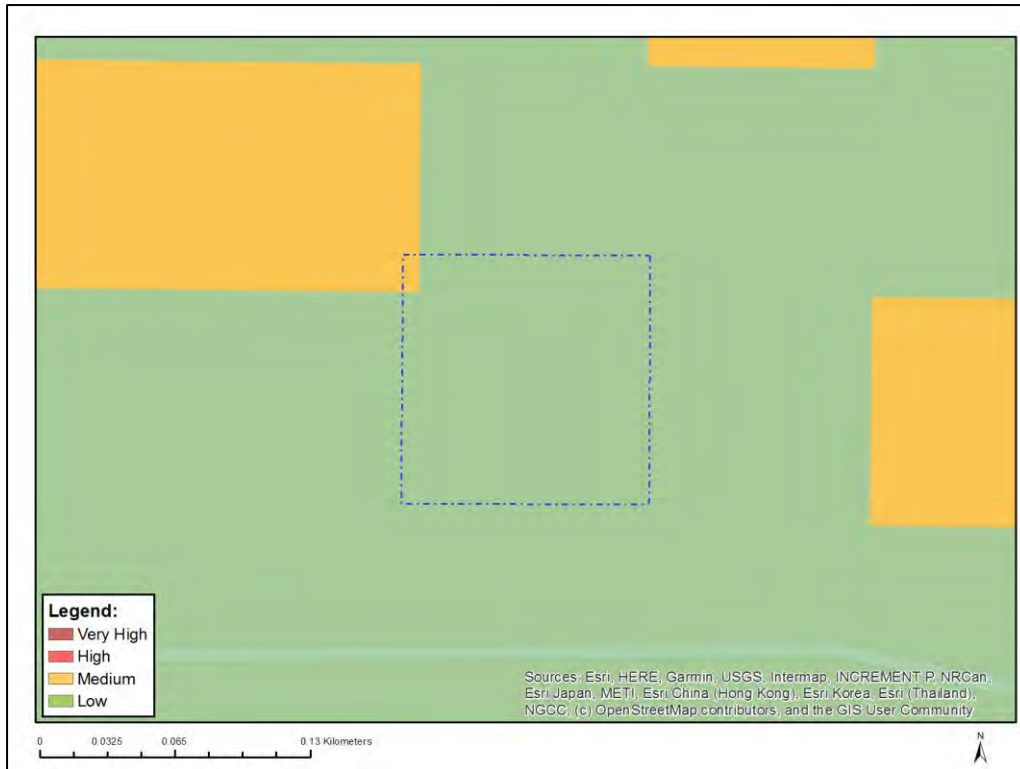 Legend:
Very High
High
Medium
Low
Sources: Esri, HERE, Garmin, USGS, Intermap, INCREMENT P, NRCan,
Esri Japan, METI, Esri China (Hong Kong), Esri Korea, Esri (Thailand),
NGCC, (c) OpenStreetMap contributors, and the GIS User Community
0 0.0325 0.065 0.13 Kilometers
N